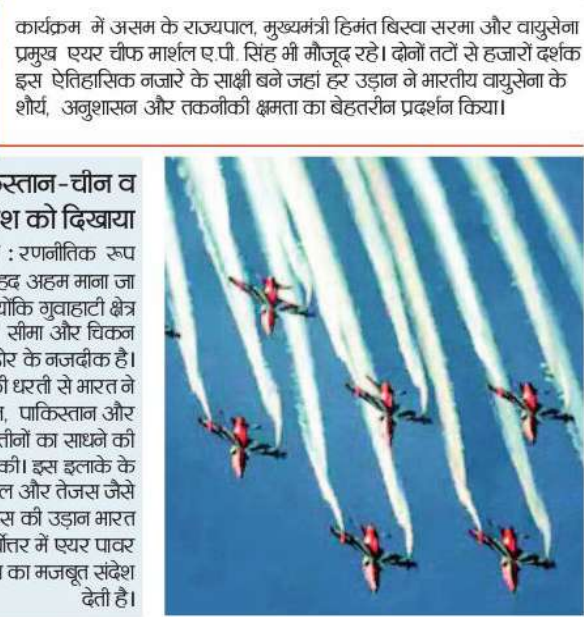 कार्यक्रम में असम के राज्यपाल, मुख्यमंत्री हिमंत बिस्वा सरमा और वायुसेना
प्रमुख एयर चीफ मार्शल ए.पी. सिंह भी मौजूद रहे। दोनों तटों से हजारों दर्शक
इस ऐतिहासिक नजारे के साक्षी बने जहां हर उड़ान ने भारतीय वायुसेना के
शौर्य, अनुशासन और तकनीकी क्षमता का बेहतरीन प्रदर्शन किया।
-चीन व
को दिखाया
: रणनीतिक रूप
अहम माना जा
गुवाहाटी क्षेत्र
सीमा और चिकन
के नजदीक है।
धरती से भारत ने
पाकिस्तान और
तीनों का साधने की
की। इस इलाके के
और तेजस जैसे
की उड़ान भारत
में एयर पावर
का मजबूत संदेश
देती है।